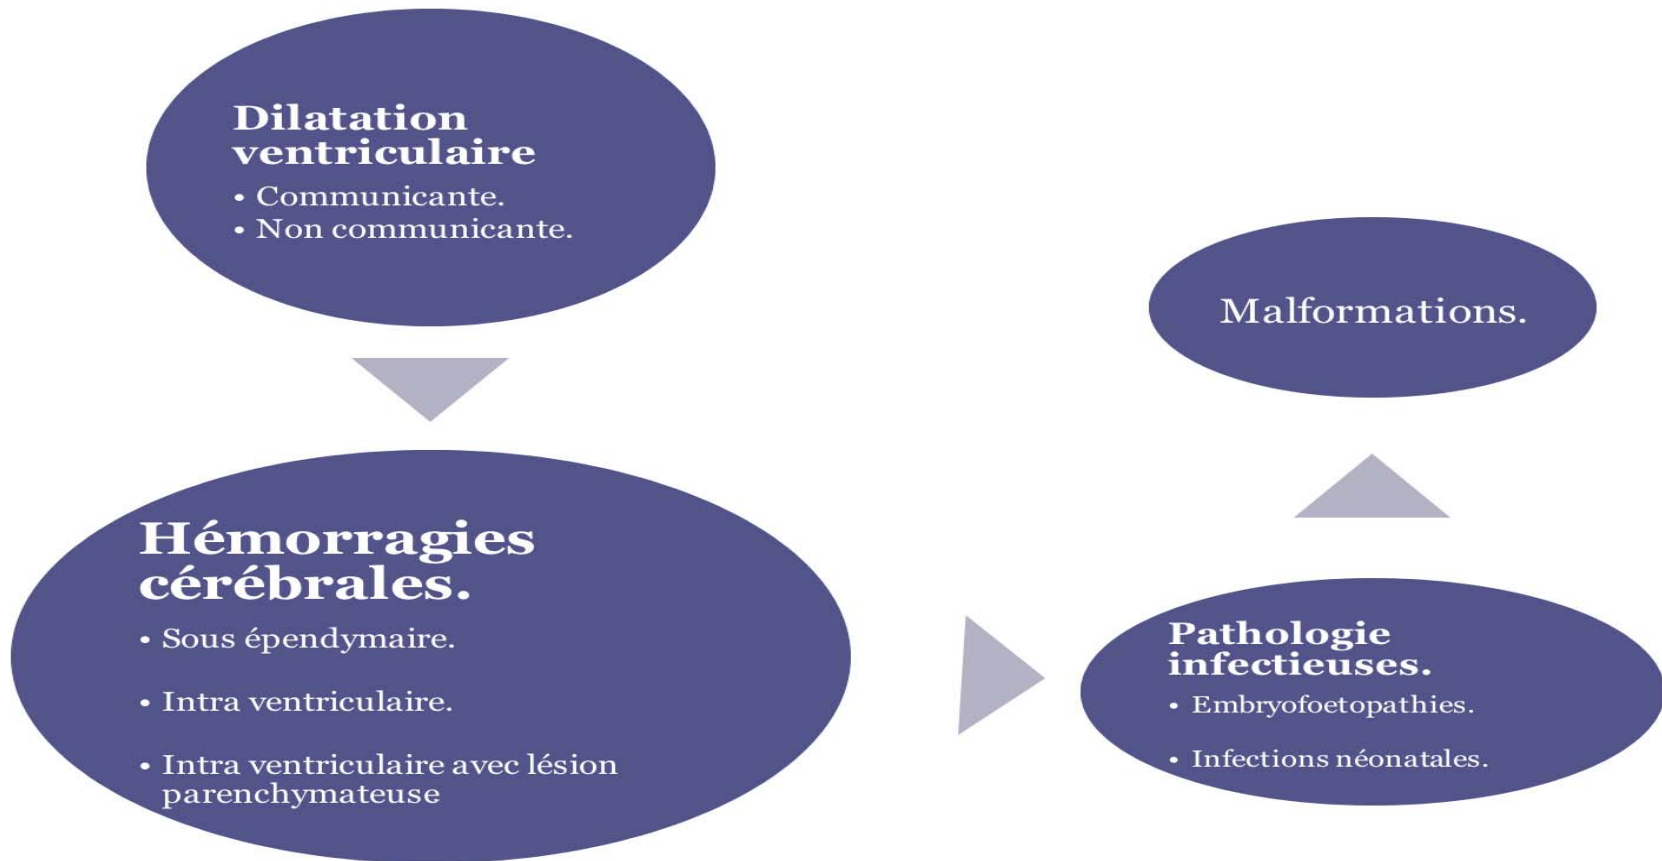 Dilatation
ventriculaire
• Communicante.
• Non communicante.
Hémorragies
cérébrales.
• Sous épendymaire.
• Intra ventriculaire.
• Intra ventriculaire avec lésion
parenchymateuse
Pathologie
infectieuses.
• Embryofoetopathies.
• Infections néonatales.
Malformations.